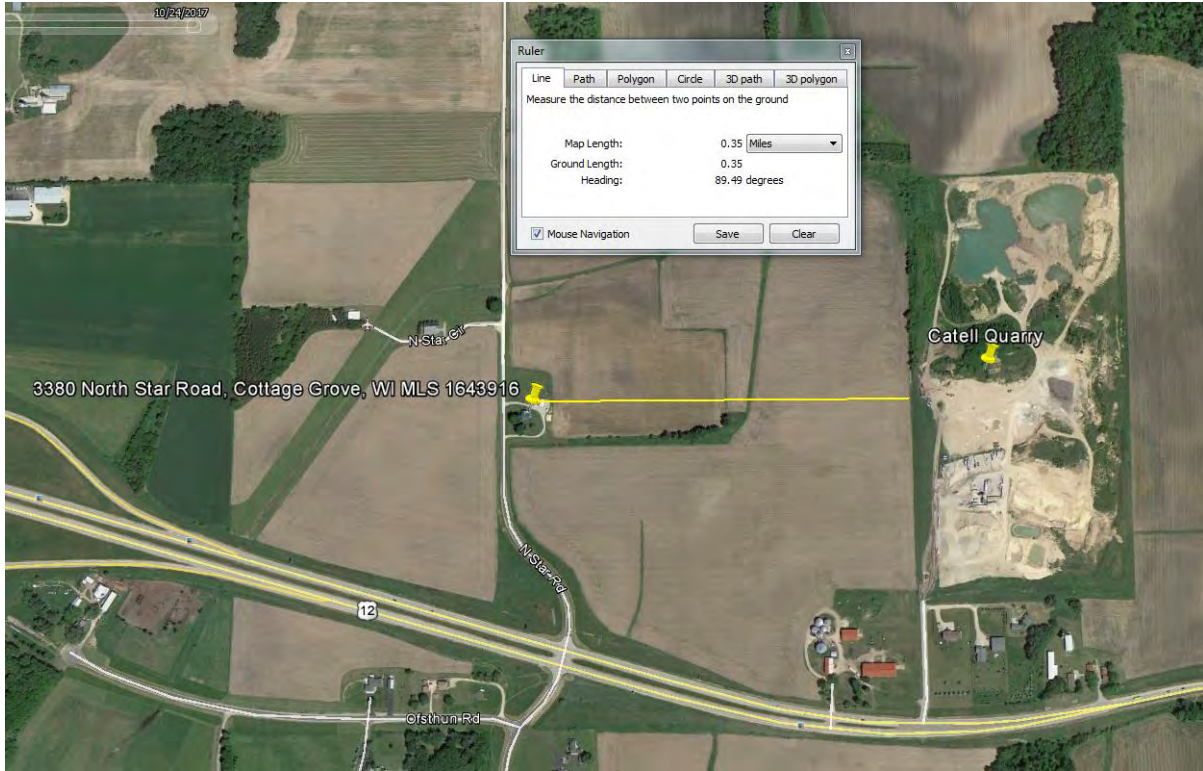 10/24/2017
Ruler
Line Path Polygon Circle 3D path 3D polygon
Measure the distance between two points on the ground
Map Length: 0.35 Miles
Ground Length: 0.35
Heading: 89.49 degrees
Mouse Navigation Save Clear
N Star Cir
Catell Quarry
3380 North Star Road, Cottage Grove, WI MLS 1643916
N Star Rd
12
Ofsthun Rd